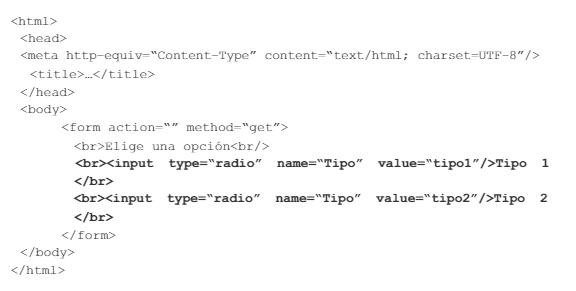 <html>
<head>
<meta http-equiv=“Content-Type” content=“text/html; charset=UTF-8”/>
<title>…</title>
</head>
<body>
<form action=“” method=“get”>
<br>Elige una opción<br/>
<br><input type=“radio” name=“Tipo” value=“tipo1”/>Tipo 1
</br>
<br><input type=“radio” name=“Tipo” value=“tipo2”/>Tipo 2
</br>
</form>
</body>
</html>